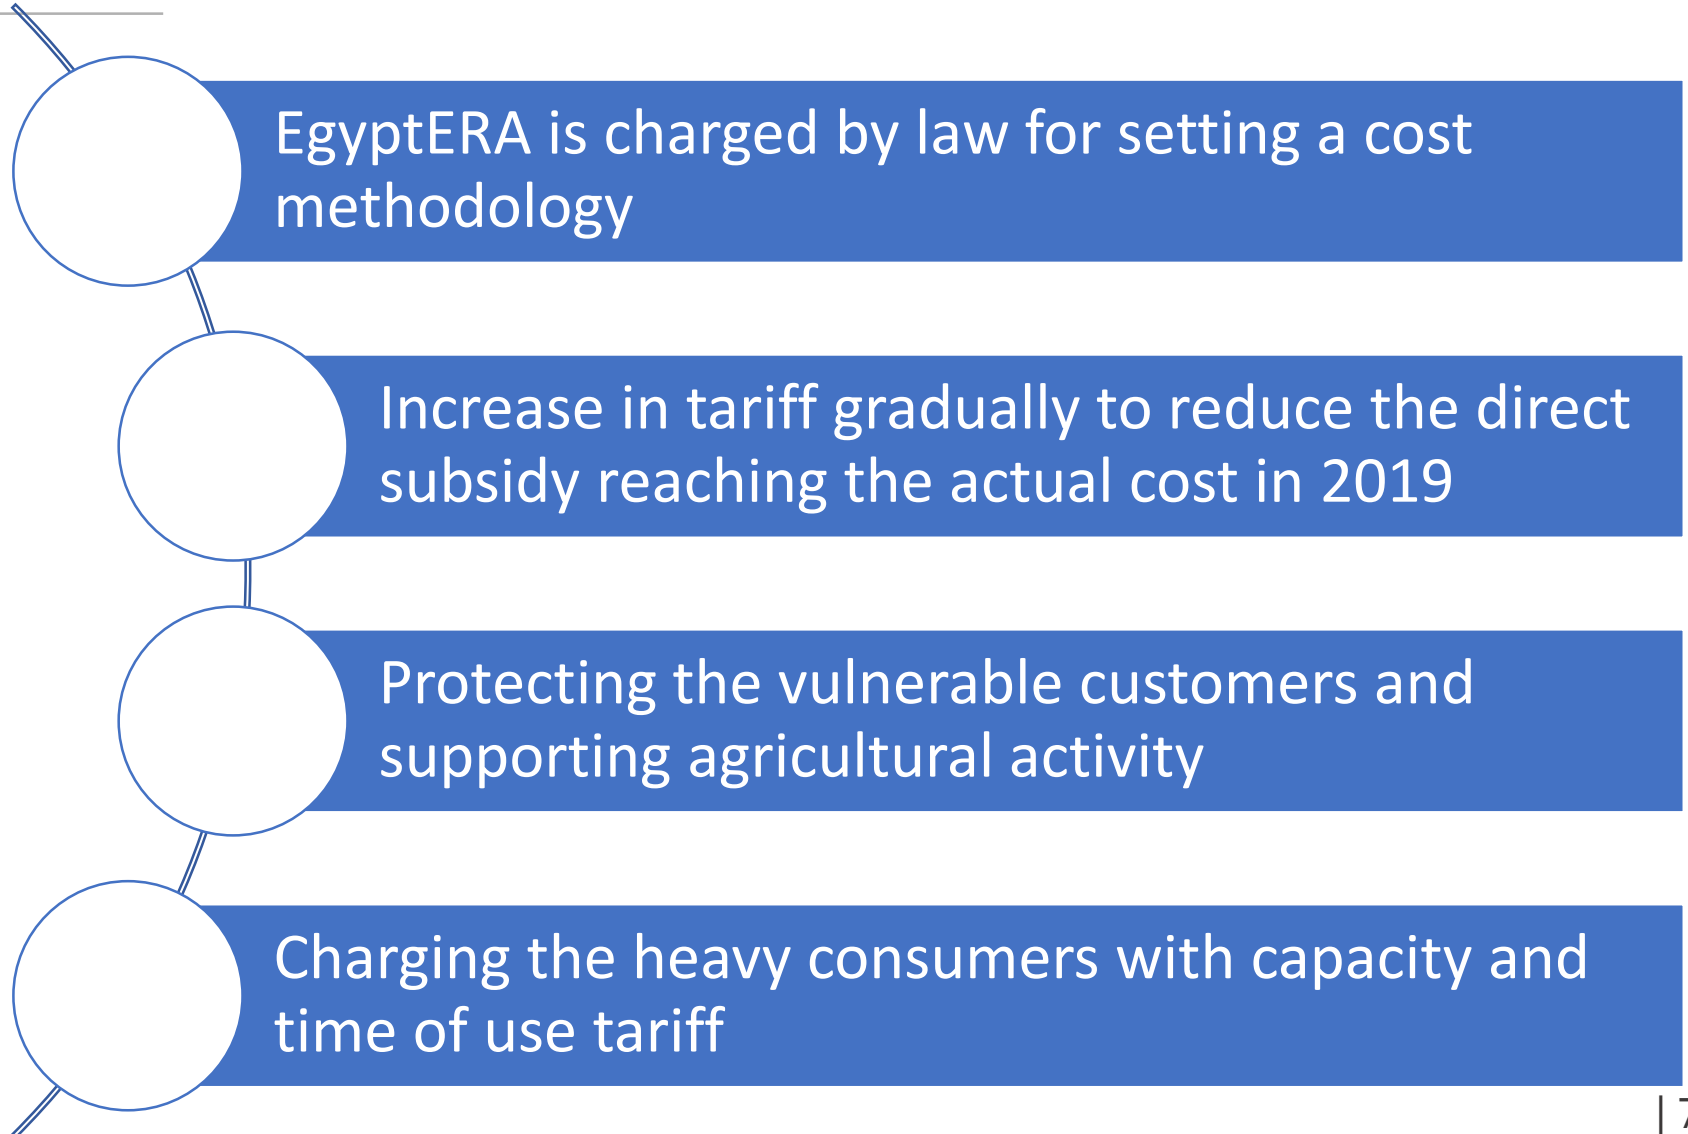 EgyptERA is charged by law for setting a cost
methodology
Increase in tariff gradually to reduce the direct
subsidy reaching the actual cost in 2019
Protecting the vulnerable customers and
supporting agricultural activity
Charging the heavy consumers with capacity and
time of use tariff
| 7